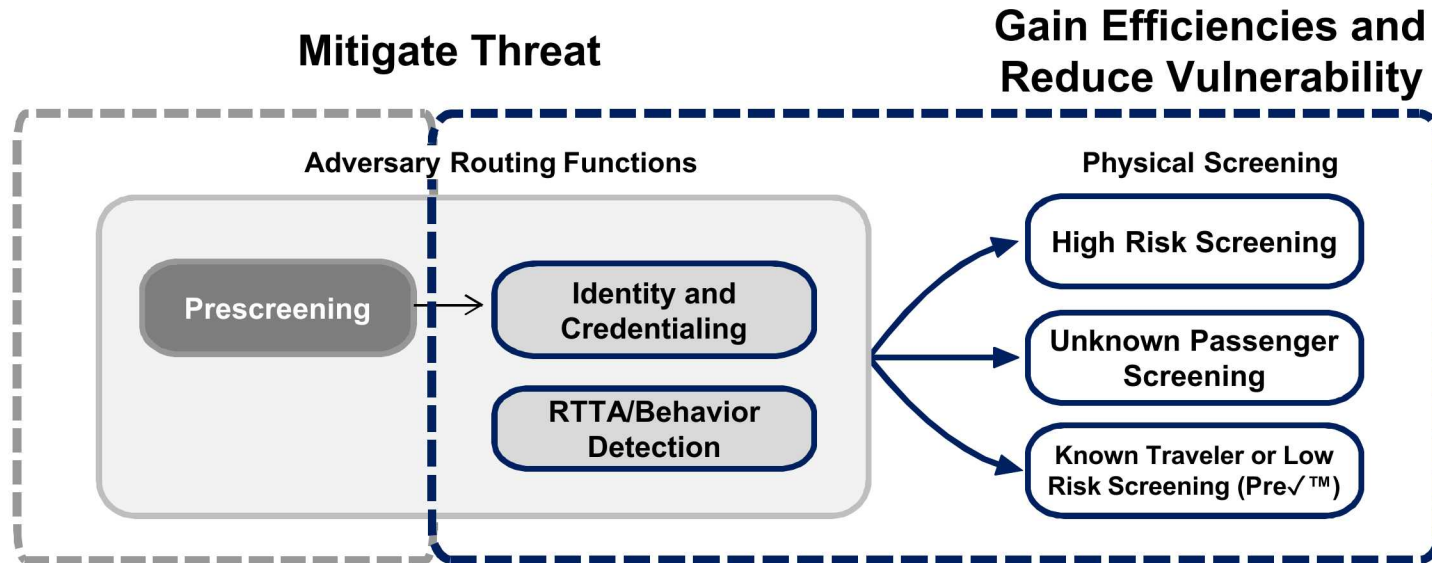 Mitigate Threat
Gain Efficiencies and
Reduce Vulnerability
Adversary Routing Functions
Physical Screening
Prescreening
Identity and
Credentialing
RTTA/Behavior
Detection
High Risk Screening
Unknown Passenger
Screening
Known Traveler or Low
Risk Screening (Pre✓™)